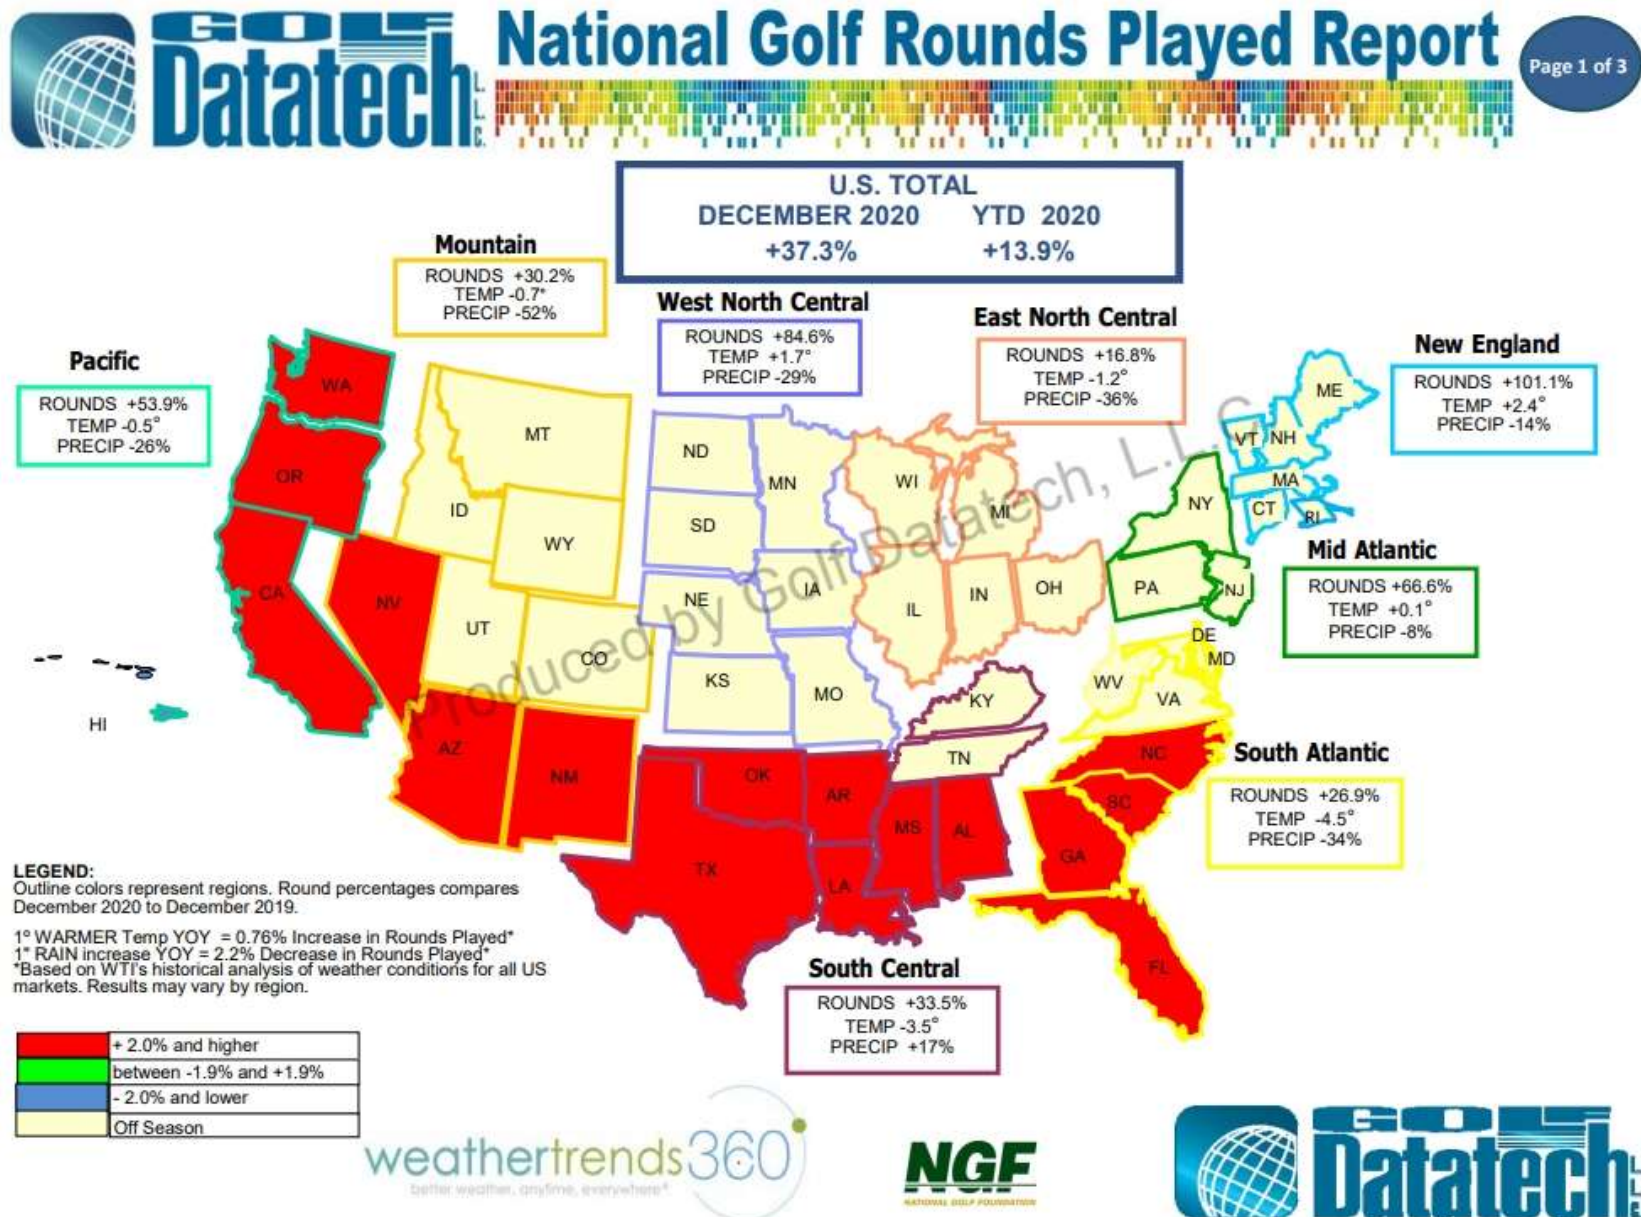 GOLF
Datatech L.L.C.
National Golf Rounds Played Report
Page 1 of 3
U.S. TOTAL
DECEMBER 2020 YTD 2020
+37.3% +13.9%
Mountain
ROUNDS +30.2%
TEMP -0.7°
PRECIP -52%
West North Central
ROUNDS +84.6%
TEMP +1.7°
PRECIP -29%
East North Central
ROUNDS +16.8%
TEMP -1.2°
PRECIP -36%
New England
ROUNDS +101.1%
TEMP +2.4°
PRECIP -14%
Pacific
ROUNDS +53.9%
TEMP -0.5°
PRECIP -26%
Mid Atlantic
ROUNDS +66.6%
TEMP +0.1°
PRECIP -8%
South Atlantic
ROUNDS +26.9%
TEMP -4.5°
PRECIP -34%
South Central
ROUNDS +33.5%
TEMP -3.5°
PRECIP +17%
WA
OR
CA
NV
ID
MT
WY
UT
CO
AZ
NM
HI
ND
SD
NE
KS
MN
IA
MO
WI
MI
IL
IN
OH
KY
TN
OK
AR
TX
LA
MS
AL
GA
FL
SC
NC
VA
WV
MD
DE
PA
NJ
NY
CT
RI
MA
VT
NH
ME
Produced by Golf Datatech, L.L.C.
LEGEND:
Outline colors represent regions. Round percentages compares
December 2020 to December 2019.
1° WARMER Temp YOY = 0.76% Increase in Rounds Played*
1" RAIN increase YOY = 2.2% Decrease in Rounds Played*
*Based on WTI's historical analysis of weather conditions for all US
markets. Results may vary by region.
+ 2.0% and higher
between -1.9% and +1.9%
- 2.0% and lower
Off Season
weathertrends360
better weather, anytime, everywhere*
NGF
NATIONAL GOLF FOUNDATION
GOLF
Datatech